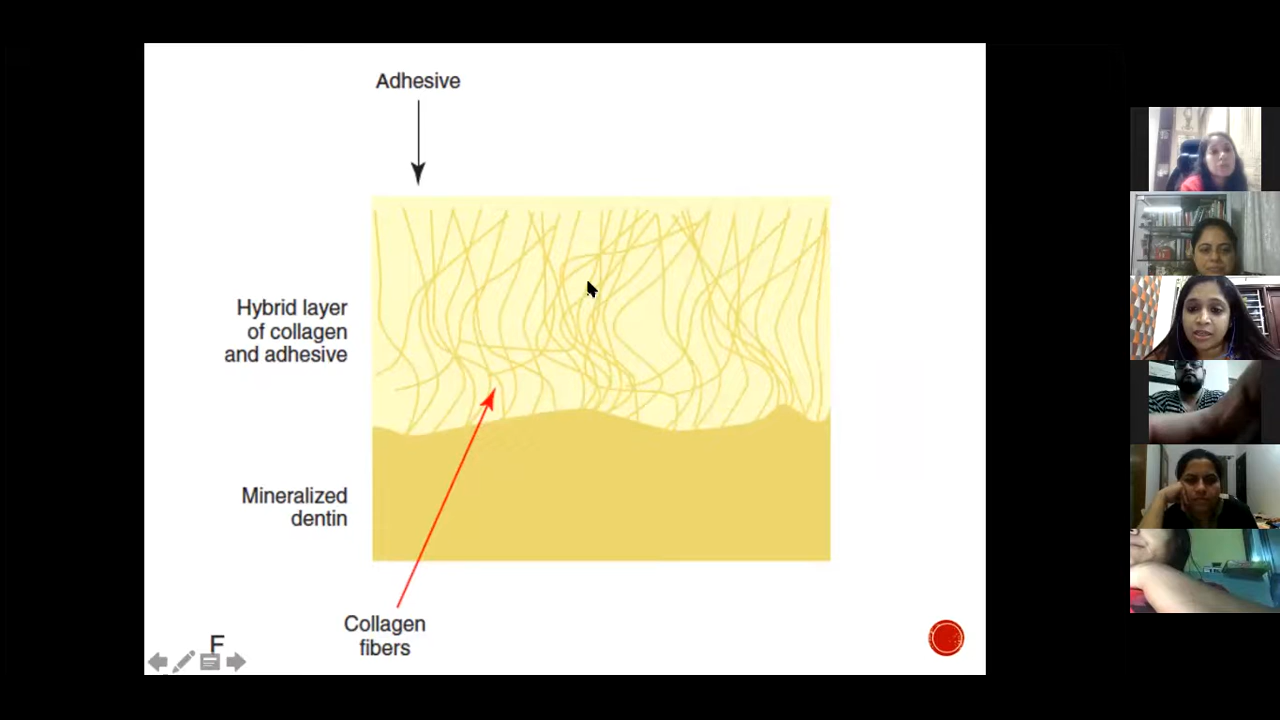 Adhesive
Hybrid layer
of collagen
and adhesive
Mineralized
dentin
Collagen
fibers
F